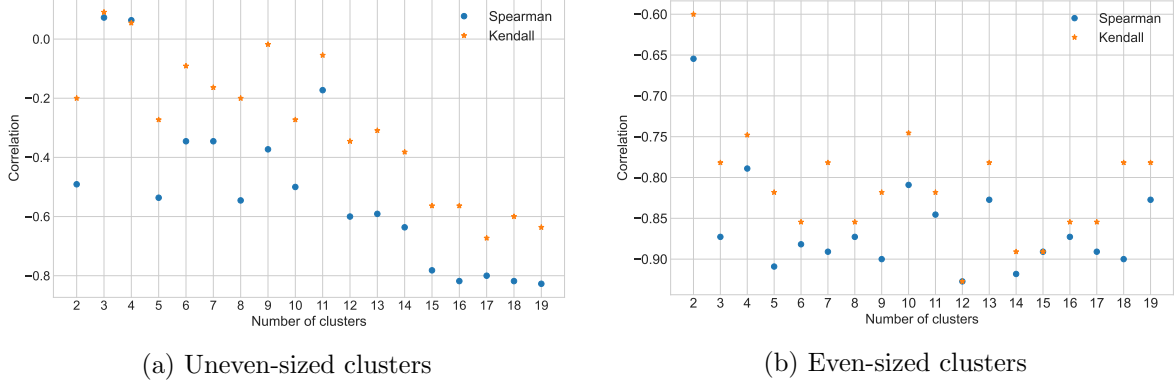 Spearman
Kendall
0.0
−0.2
−0.4
−0.6
−0.8
Correlation
2 3 4 5 6 7 8 9 10 11 12 13 14 15 16 17 18 19
Number of clusters
(a) Uneven-sized clusters
Spearman
Kendall
−0.60
−0.65
−0.70
−0.75
−0.80
−0.85
−0.90
Correlation
2 3 4 5 6 7 8 9 10 11 12 13 14 15 16 17 18 19
Number of clusters
(b) Even-sized clusters